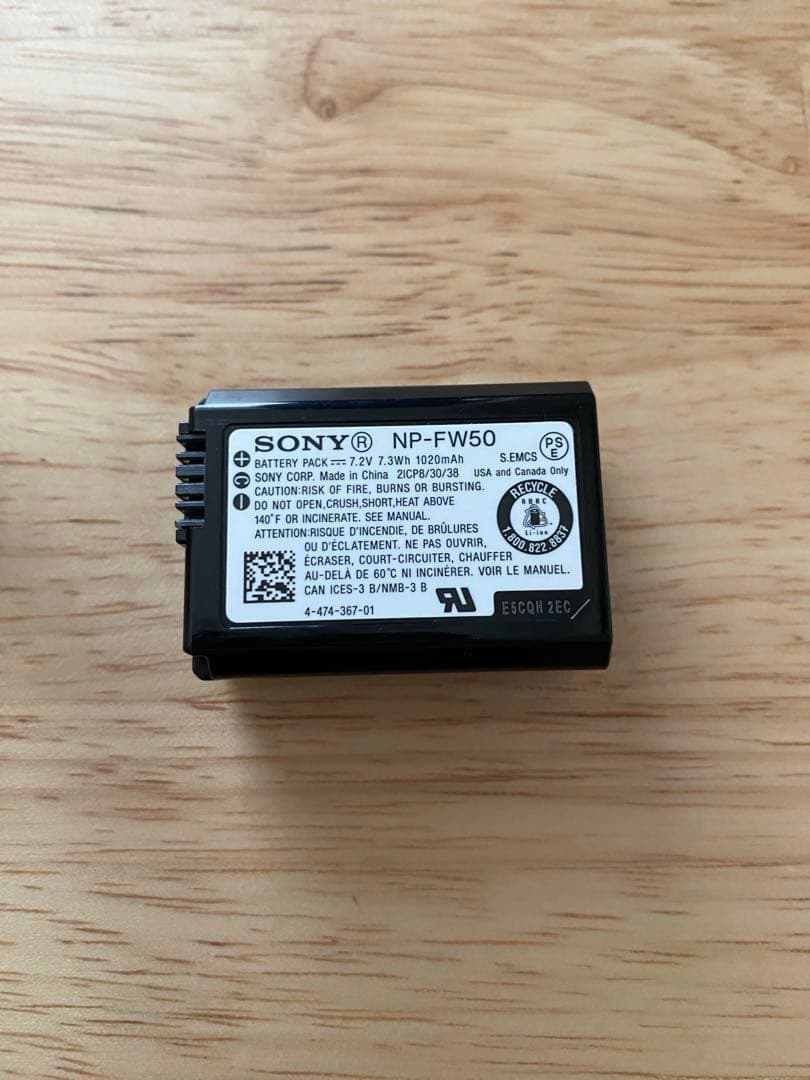 SONY® NP-FW50
BATTERY PACK ⎓ 7.2V 7.3Wh 1020mAh
S.EMCS
PS
E
SONY CORP. Made in China 2ICP8/30/38 USA and Canada Only
+
C
−
CAUTION:RISK OF FIRE, BURNS OR BURSTING.
DO NOT OPEN,CRUSH,SHORT,HEAT ABOVE
140°F OR INCINERATE. SEE MANUAL.
ATTENTION:RISQUE D'INCENDIE, DE BRÛLURES
OU D'ÉCLATEMENT. NE PAS OUVRIR,
ÉCRASER, COURT-CIRCUITER, CHAUFFER
AU-DELÀ DE 60°C NI INCINÉRER. VOIR LE MANUEL.
CAN ICES-3 B/NMB-3 B
4-474-367-01
RECYCLE
RBRC
Li-ion
1.800.822.8837
RU
E5CQH 2EC